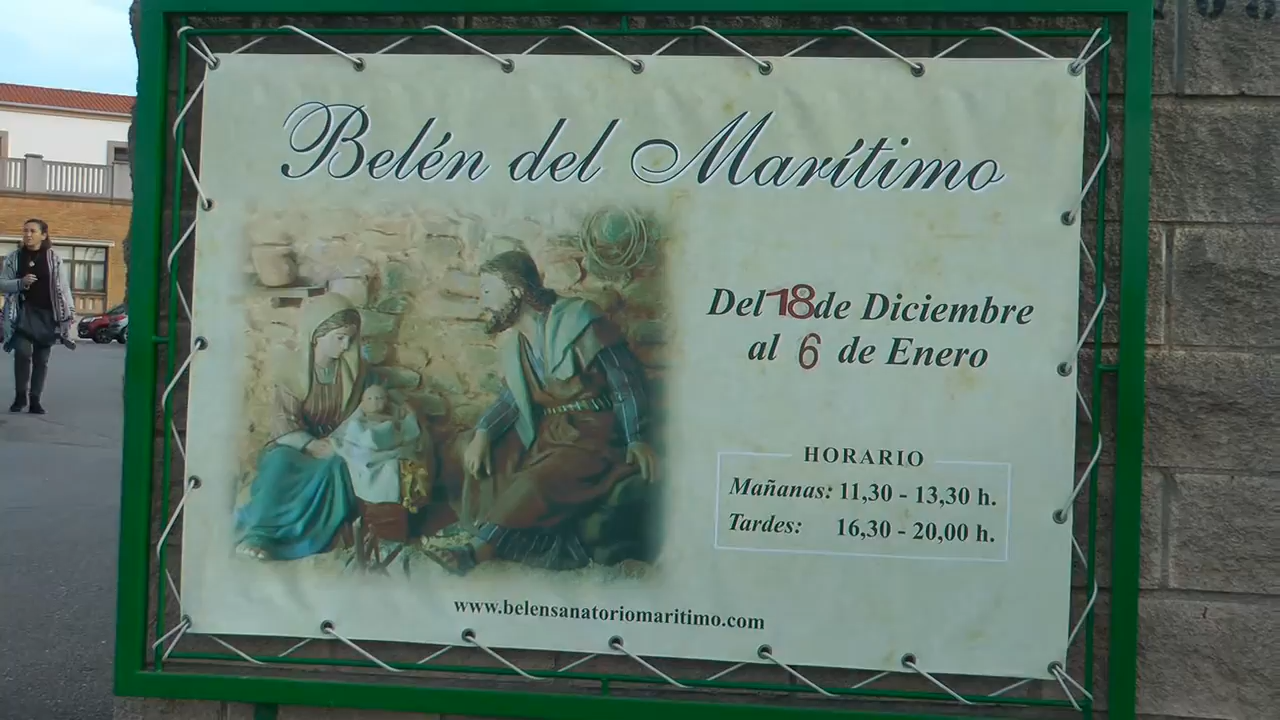 Belén del Marítimo
Del 18 de Diciembre
al 6 de Enero
HORARIO
Mañanas: 11,30 - 13,30 h.
Tardes: 16,30 - 20,00 h.
www.belensanatoriomaritimo.com